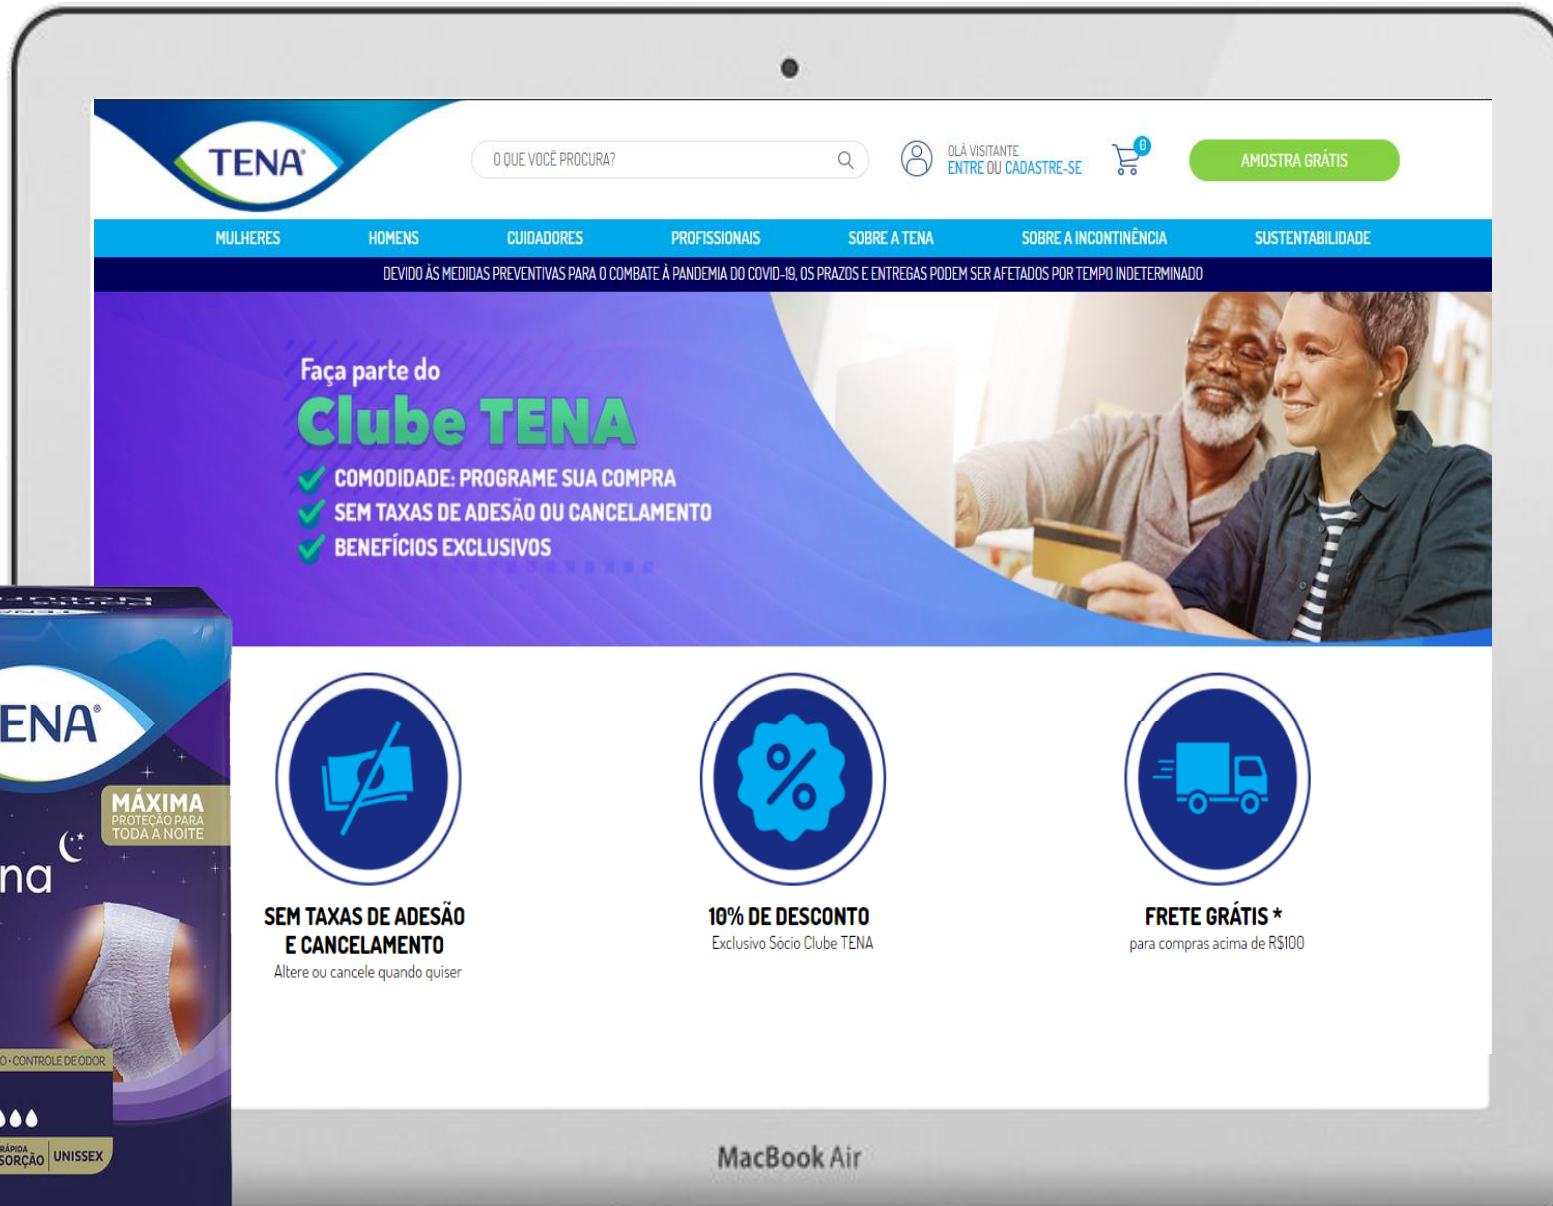 TENA
O QUE VOCÊ PROCURA?
OLÁ VISITANTE
ENTRE OU CADASTRE-SE
0
AMOSTRA GRÁTIS
MULHERES
HOMENS
CUIDADORES
PROFISSIONAIS
SOBRE A TENA
SOBRE A INCONTINÊNCIA
SUSTENTABILIDADE
DEVIDO ÀS MEDIDAS PREVENTIVAS PARA O COMBATE À PANDEMIA DO COVID-19, OS PRAZOS E ENTREGAS PODEM SER AFETADOS POR TEMPO INDETERMINADO
Faça parte do
Clube TENA
COMODIDADE: PROGRAME SUA COMPRA
SEM TAXAS DE ADESÃO OU CANCELAMENTO
BENEFÍCIOS EXCLUSIVOS
ENA
MÁXIMA
PROTEÇÃO PARA
TODA A NOITE
na
O • CONTROLE DE ODOR
RÁPIDA
SORÇÃO
UNISSEX
%
SEM TAXAS DE ADESÃO
E CANCELAMENTO
Altere ou cancele quando quiser
10% DE DESCONTO
Exclusivo Sócio Clube TENA
FRETE GRÁTIS *
para compras acima de R$100
MacBook Air